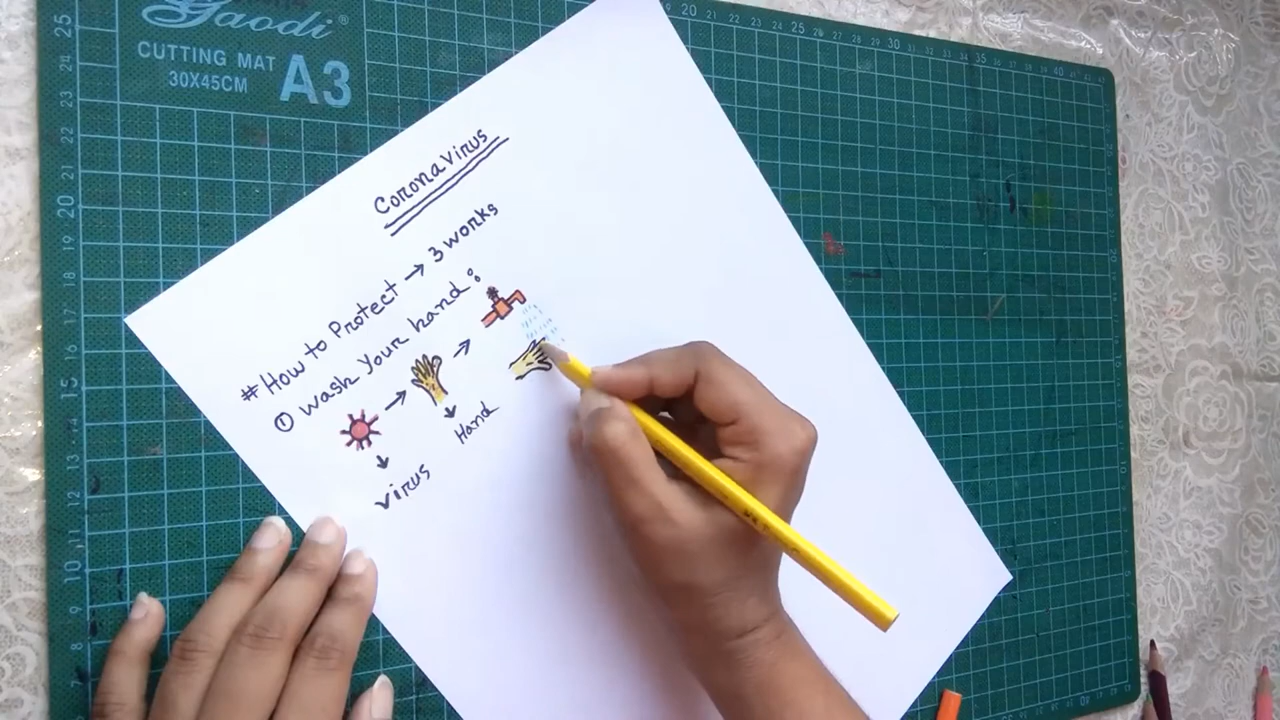 Gaodi®
CUTTING MAT
30X45CM
A3
Coronavirus
# How to Protect → 3 works
① wash your hand :
Hand
virus